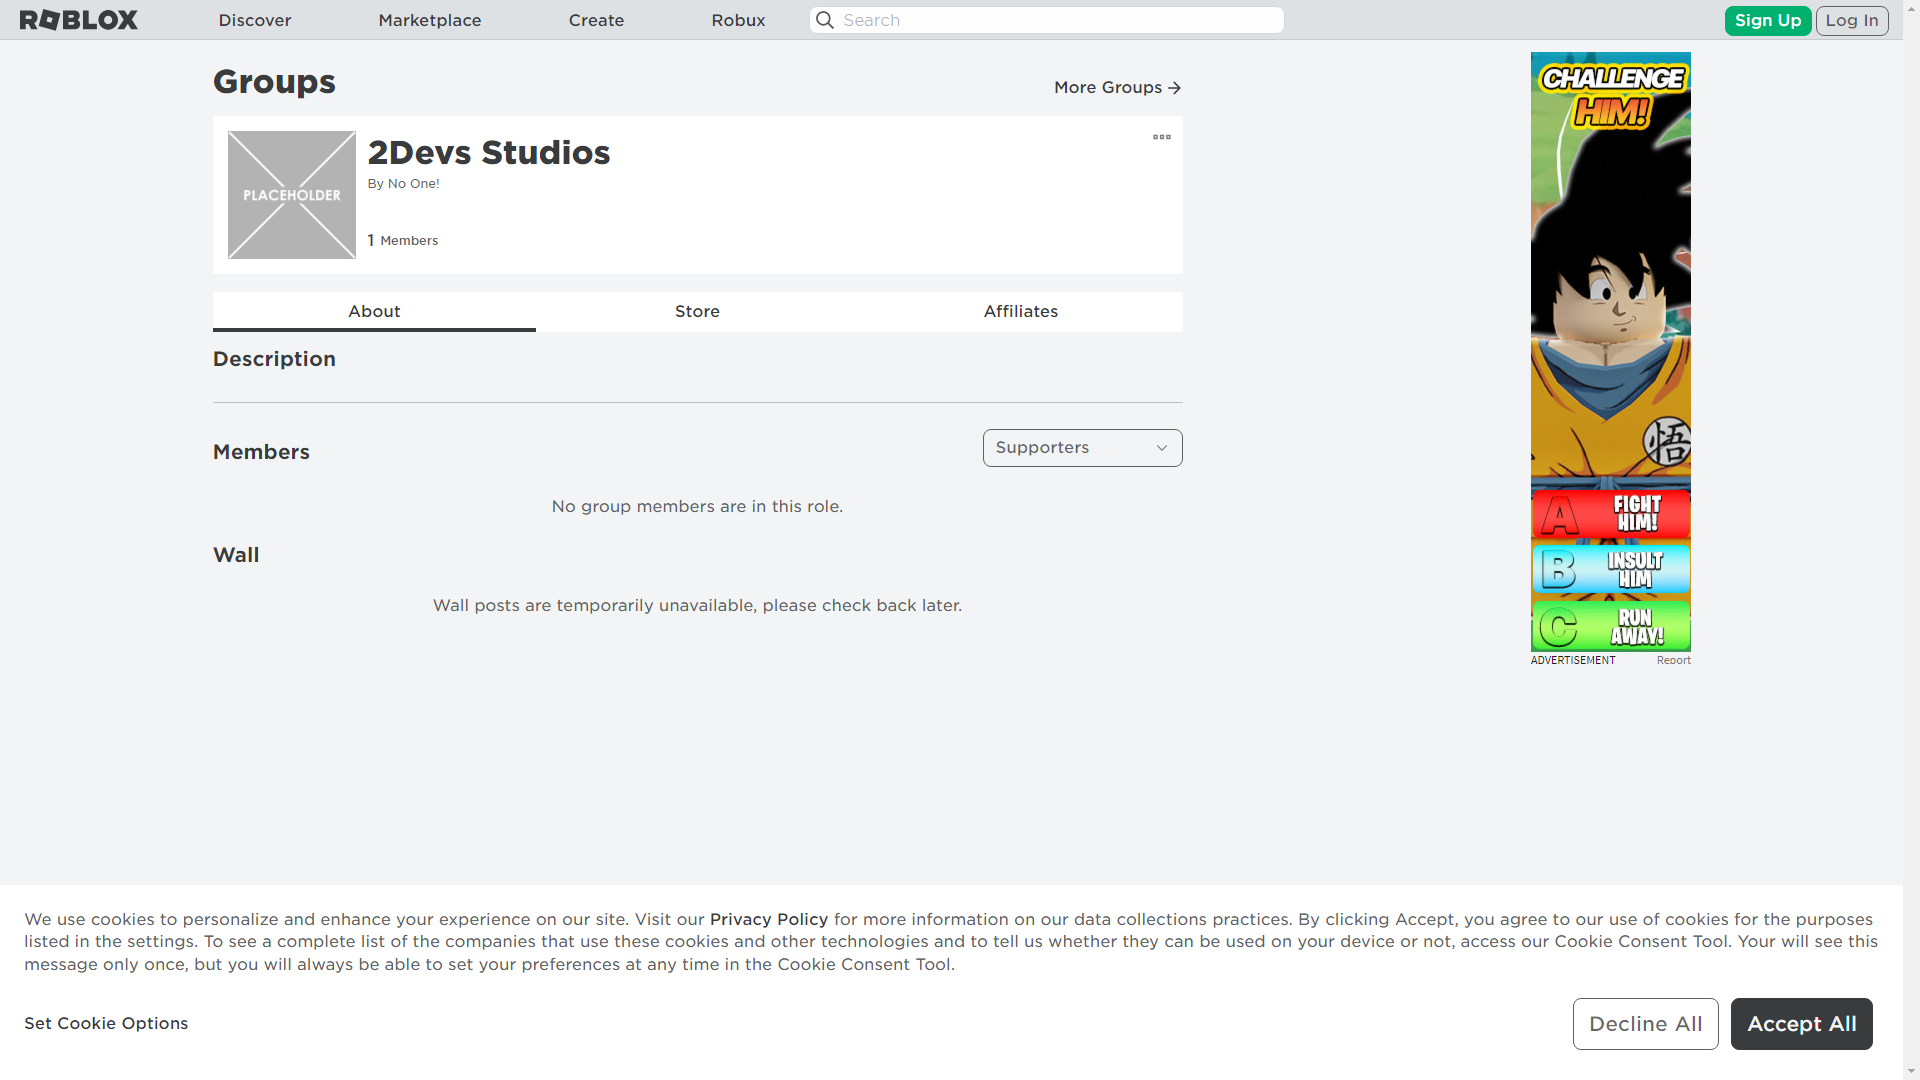 ROBLOX
Discover
Marketplace
Create
Robux
Search
Sign Up
Log In
Groups
More Groups
PLACEHOLDER
2Devs Studios
By No One!
1 Members
About
Store
Affiliates
Description
Members
Supporters
No group members are in this role.
Wall
Wall posts are temporarily unavailable, please check back later.
CHALLENGE
HIM!
悟
A FIGHT
HIM!
B INSULT
HIM
C RUN
AWAY!
ADVERTISEMENT
Report
We use cookies to personalize and enhance your experience on our site. Visit our Privacy Policy for more information on our data collections practices. By clicking Accept, you agree to our use of cookies for the purposes
listed in the settings. To see a complete list of the companies that use these cookies and other technologies and to tell us whether they can be used on your device or not, access our Cookie Consent Tool. Your will see this
message only once, but you will always be able to set your preferences at any time in the Cookie Consent Tool.
Set Cookie Options
Decline All
Accept All